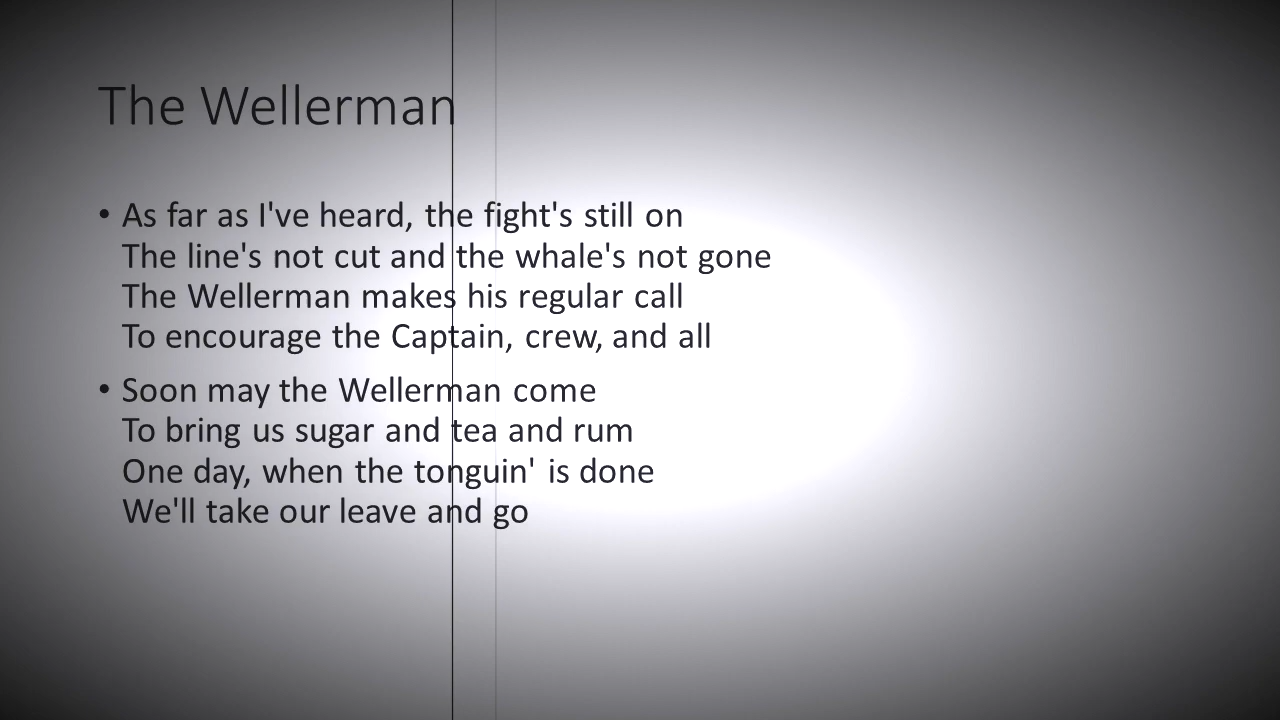 The Wellerman
• As far as I've heard, the fight's still on
The line's not cut and the whale's not gone
The Wellerman makes his regular call
To encourage the Captain, crew, and all
• Soon may the Wellerman come
To bring us sugar and tea and rum
One day, when the tonguin' is done
We'll take our leave and go